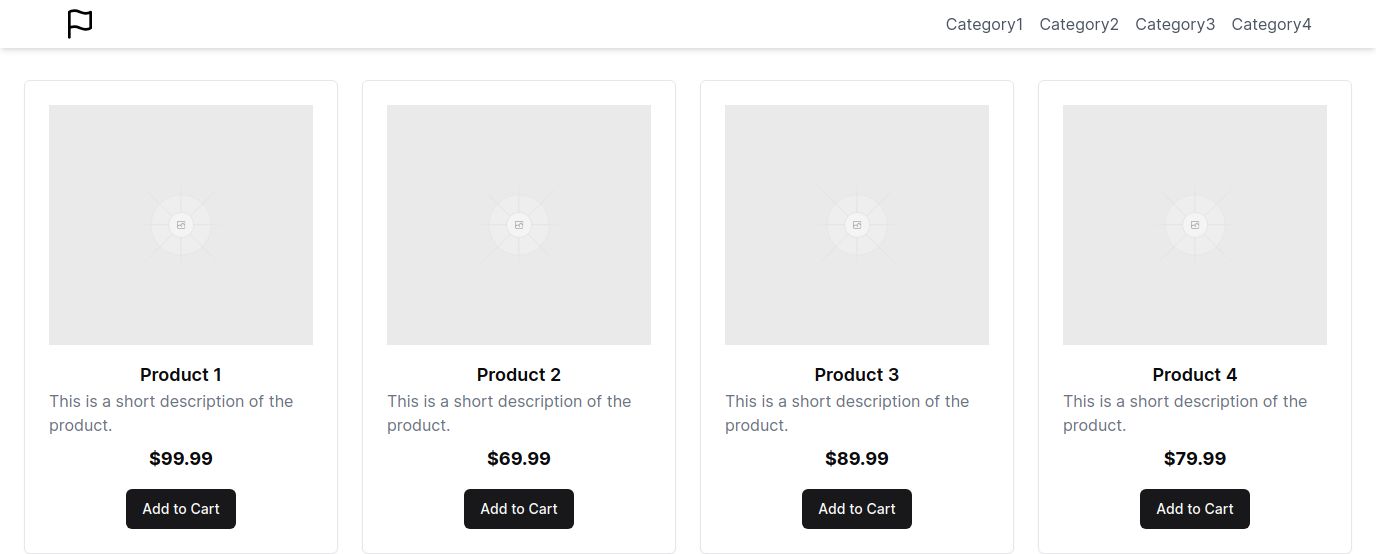 Category1 Category2 Category3 Category4
Product 1
This is a short description of the
product.
$99.99
Add to Cart
Product 2
This is a short description of the
product.
$69.99
Add to Cart
Product 3
This is a short description of the
product.
$89.99
Add to Cart
Product 4
This is a short description of the
product.
$79.99
Add to Cart